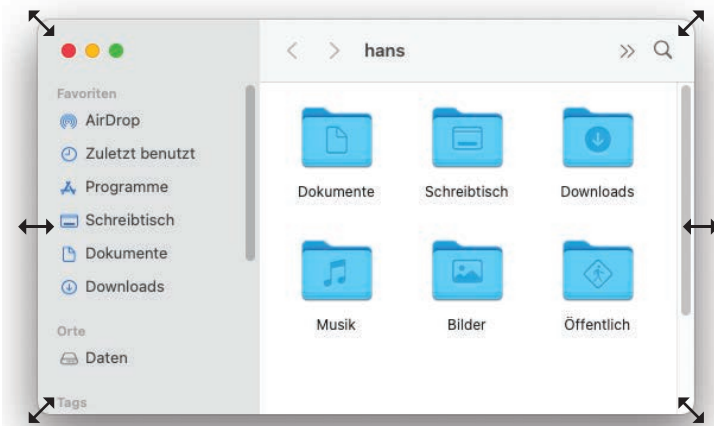 hans
Favoriten
AirDrop
Zuletzt benutzt
Programme
Schreibtisch
Dokumente
Downloads
Orte
Daten
Tags
Dokumente Schreibtisch Downloads
Musik Bilder Öffentlich